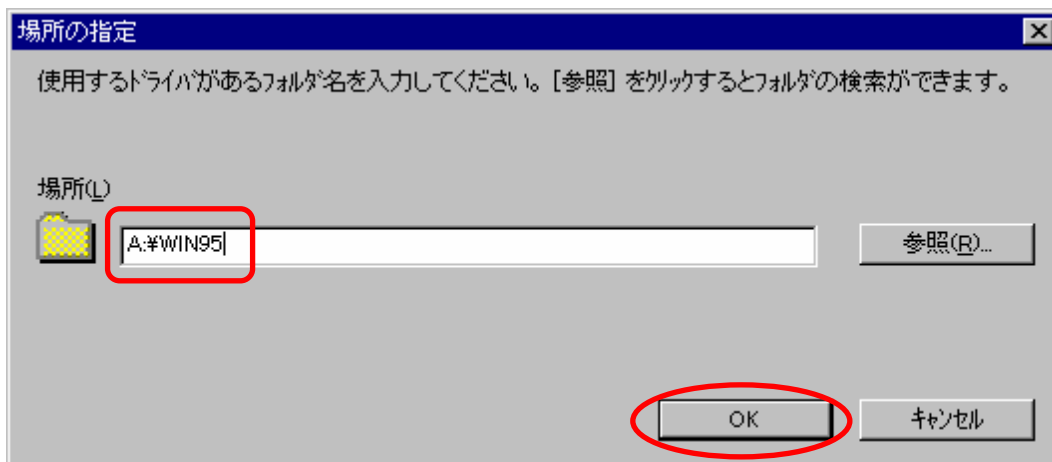 場所の指定
使用するﾄﾞﾗｲﾊﾞがあるﾌｫﾙﾀﾞ名を入力してください。［参照］をｸﾘｯｸするとﾌｫﾙﾀﾞの検索ができます。
場所(L)
A:¥WIN95
参照(R)...
OK
ｷｬﾝｾﾙ